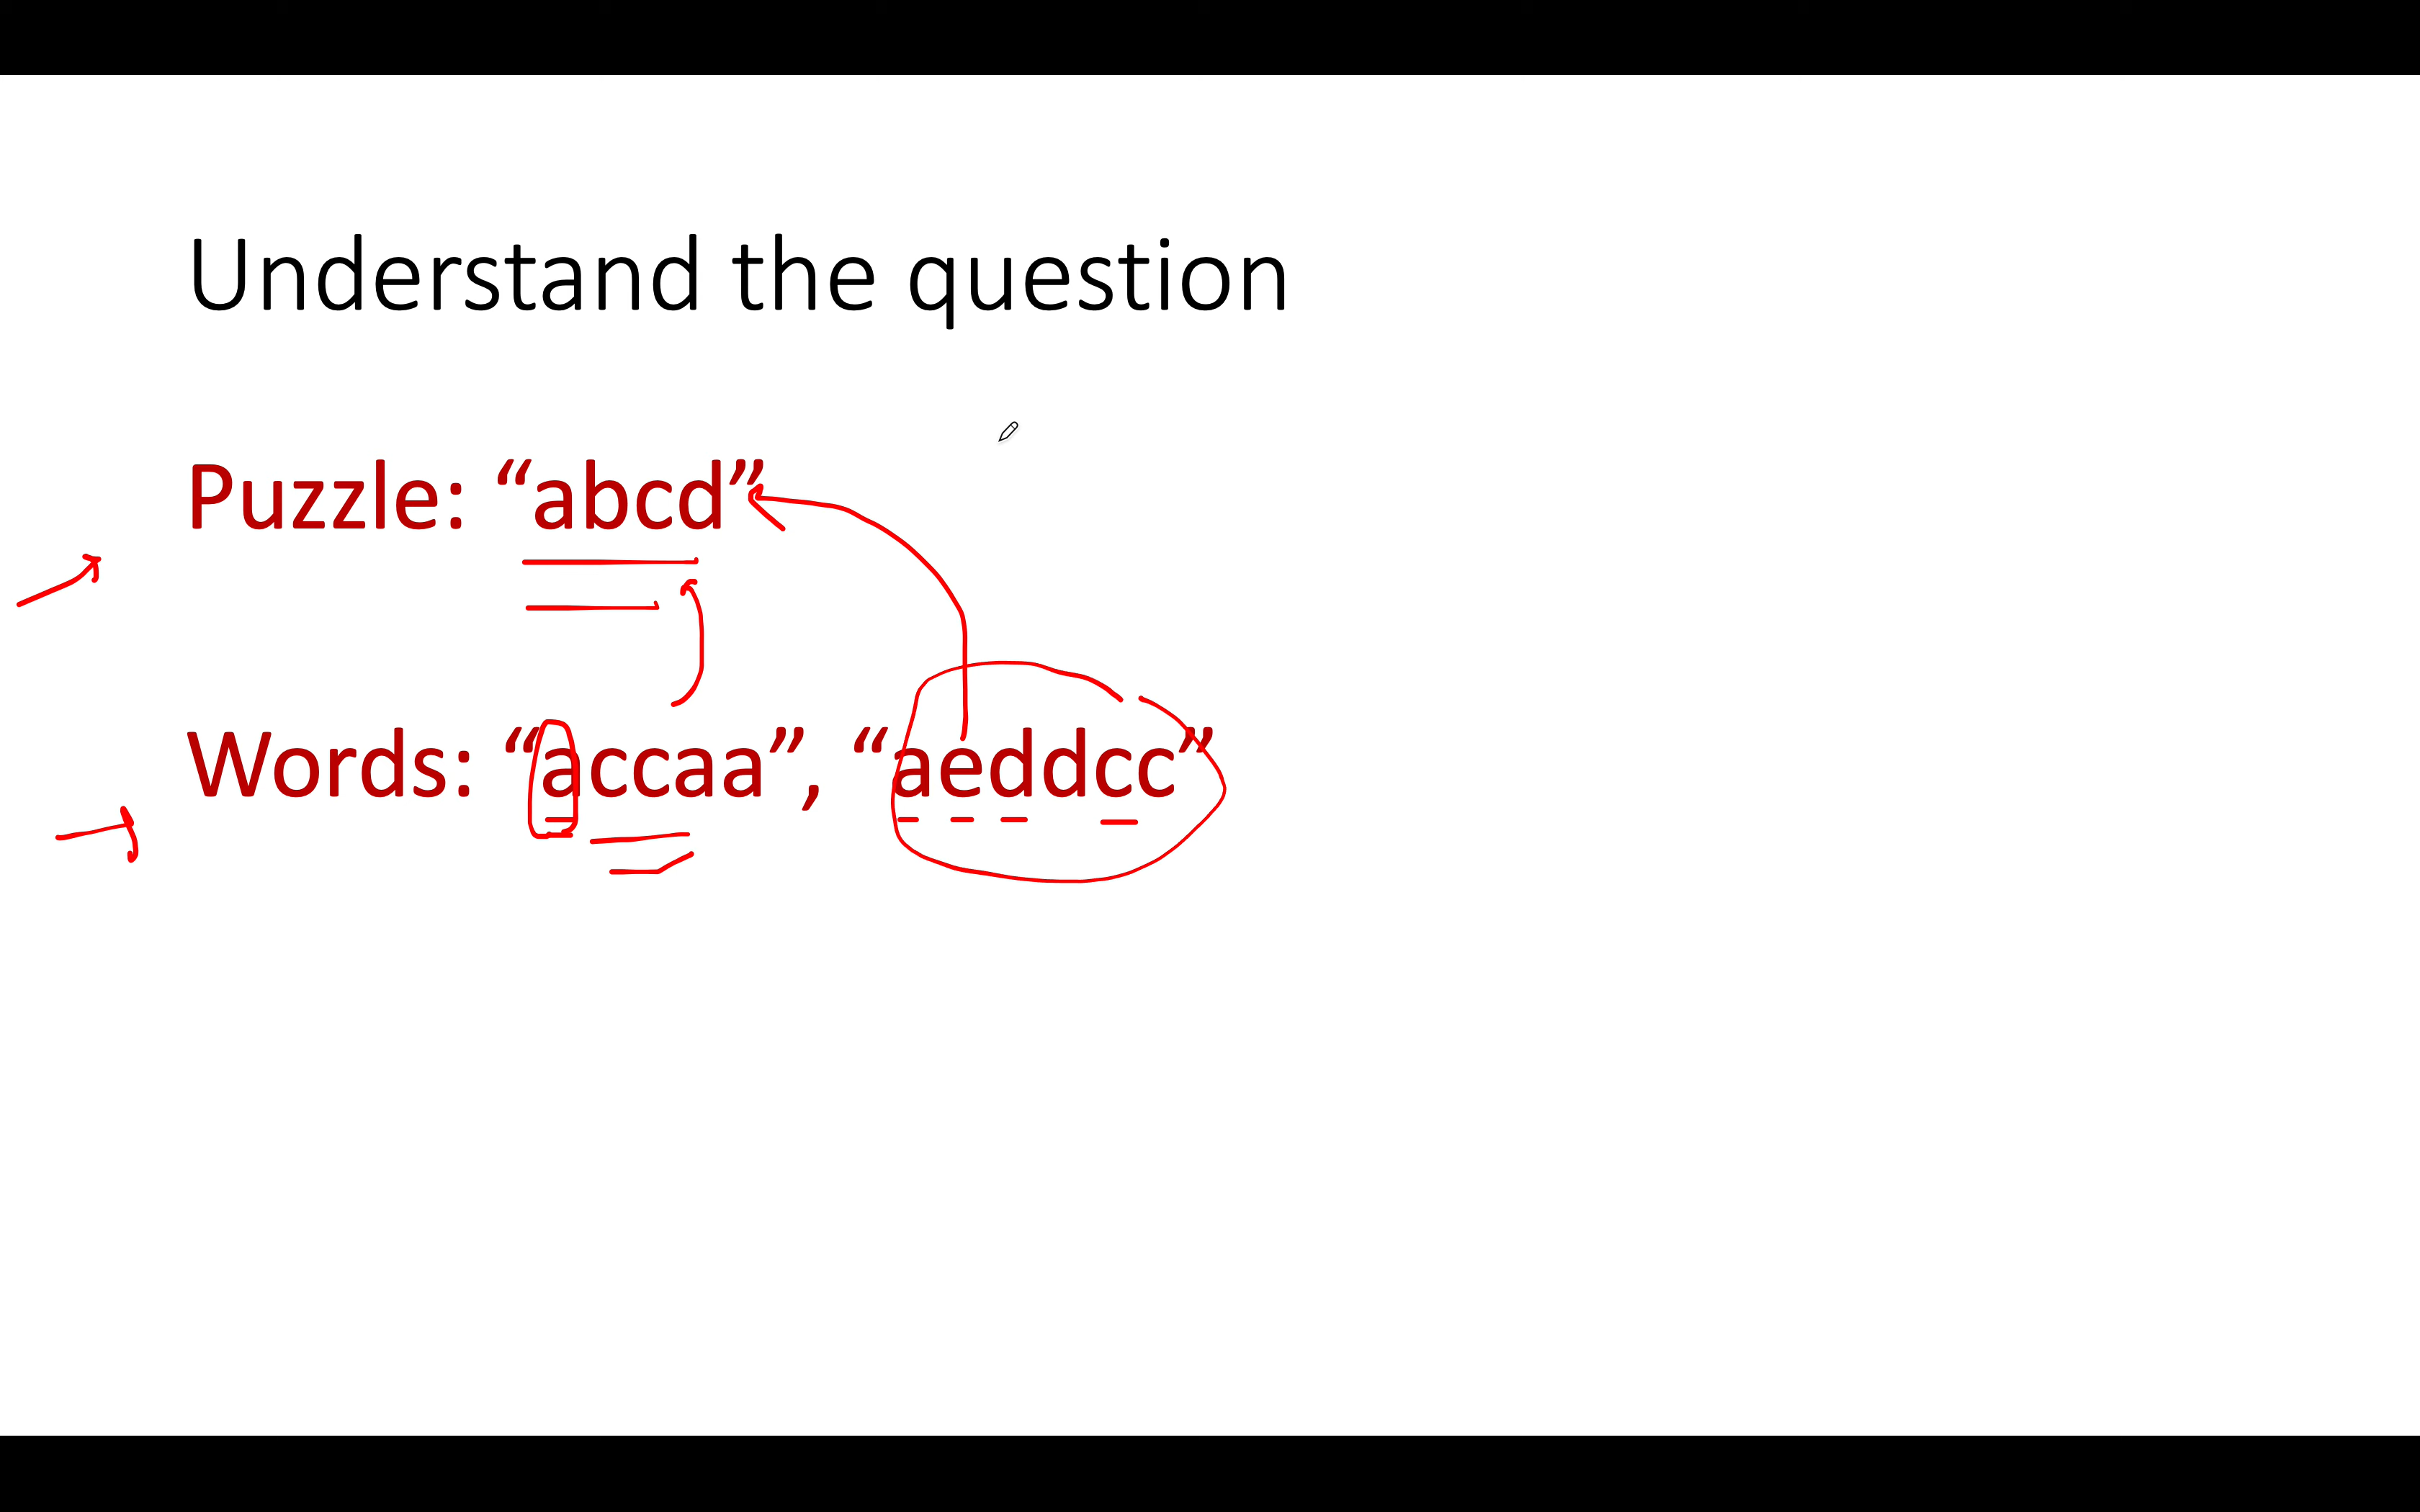 Understand the question
Puzzle: “abcd”
Words: “accaa”, “aeddcc”